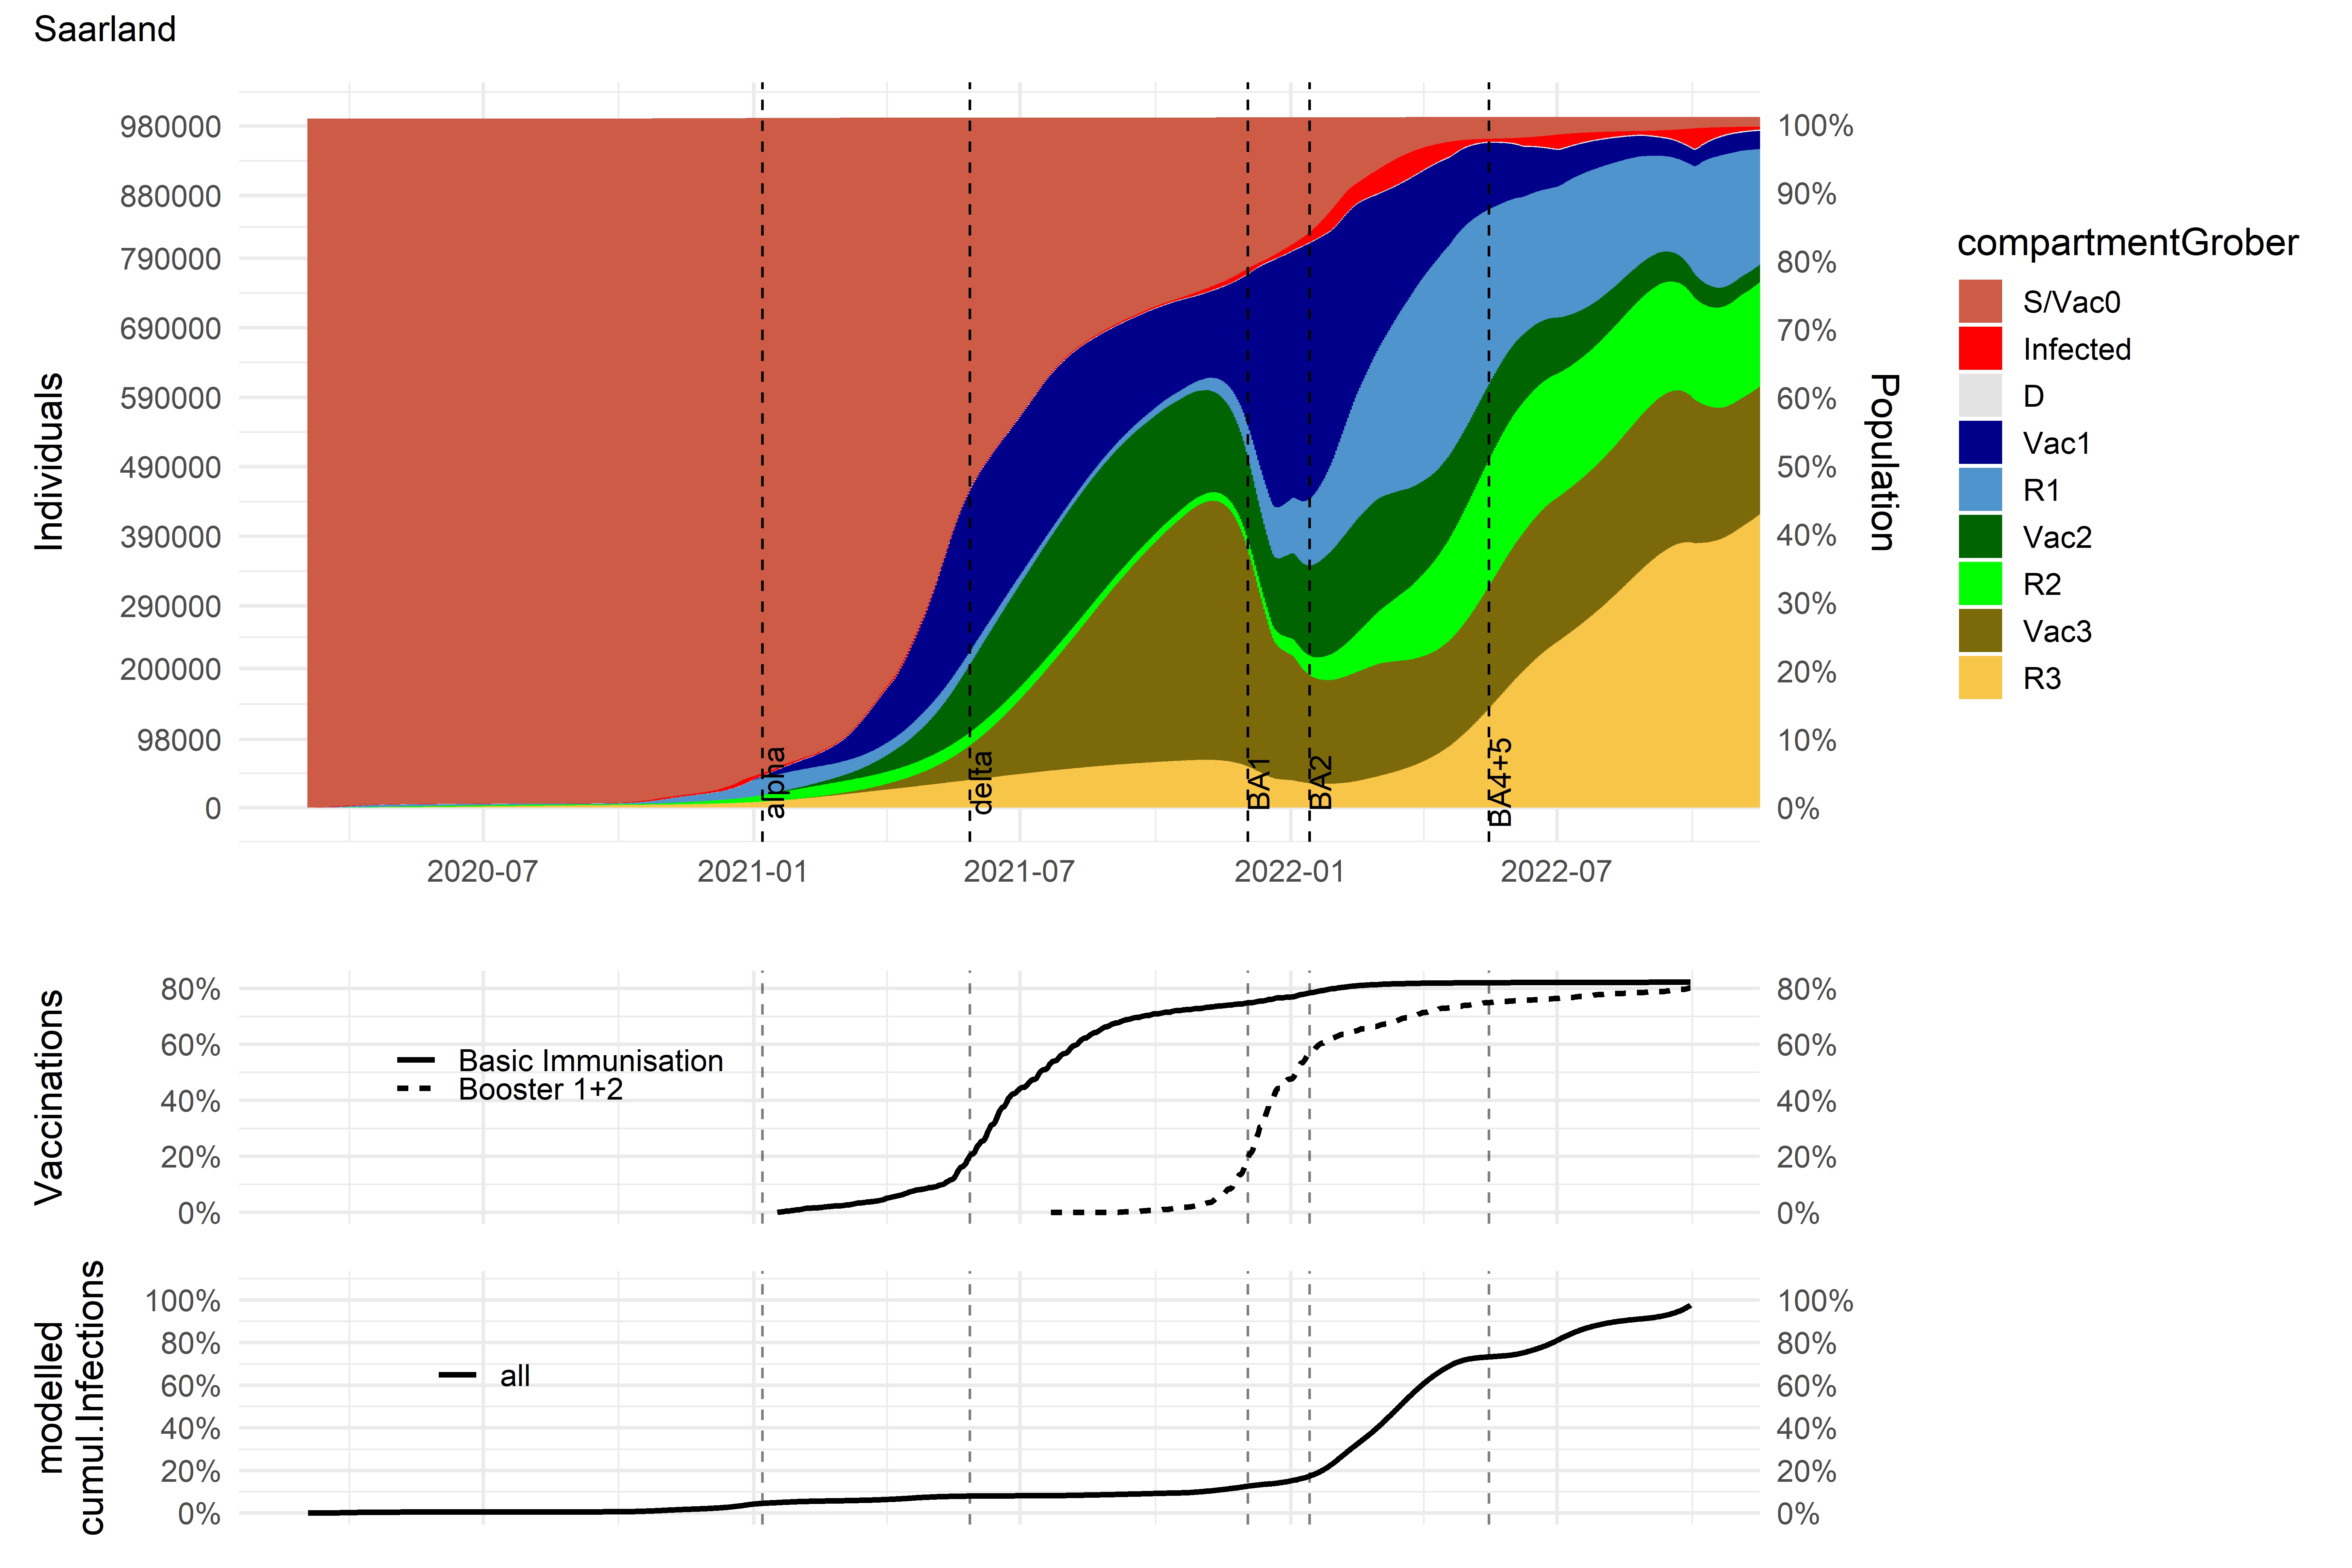 Saarland
Individuals
980000
880000
790000
690000
590000
490000
390000
290000
200000
98000
0
100%
90%
80%
70%
60%
50%
40%
30%
20%
10%
0%
Population
alpha
delta
BA1
BA2
BA4+5
2020-07
2021-01
2021-07
2022-01
2022-07
compartmentGrober
S/Vac0
Infected
D
Vac1
R1
Vac2
R2
Vac3
R3
Vaccinations
80%
60%
40%
20%
0%
Basic Immunisation
Booster 1+2
80%
60%
40%
20%
0%
modelled
cumul.Infections
100%
80%
60%
40%
20%
0%
all
100%
80%
60%
40%
20%
0%